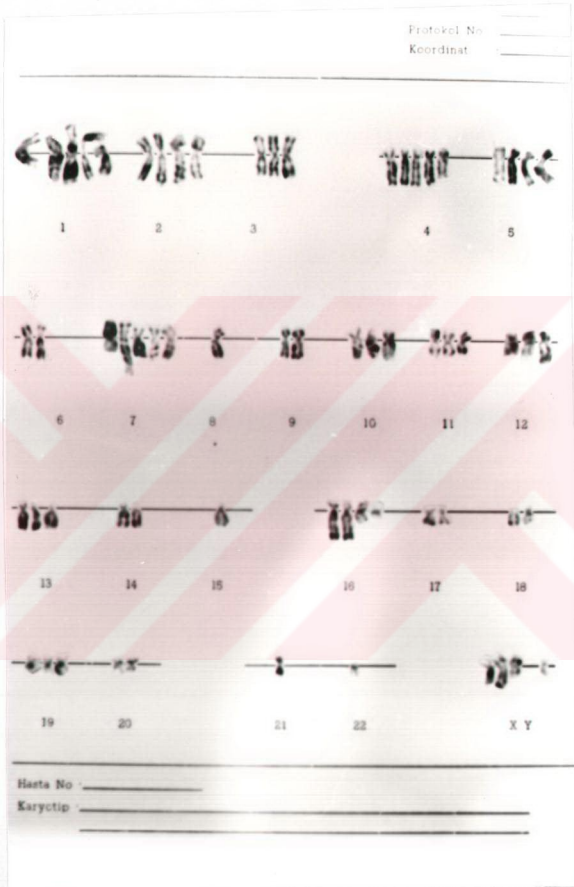 Protokol No
Koordinat :
1 2 3 4 5
6 7 8 9 10 11 12
13 14 15 16 17 18
19 20 21 22 X Y
Hasta No :
Karyotip :